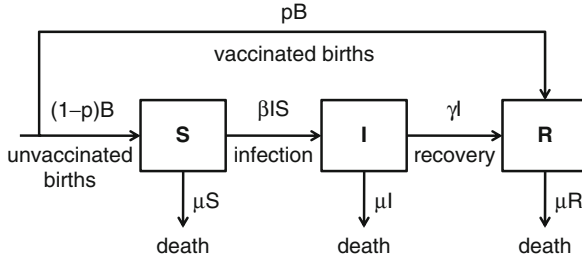 pB
vaccinated births
(1–p)B
βIS
γI
S
I
R
unvaccinated
births
infection
recovery
μS
μI
μR
death
death
death